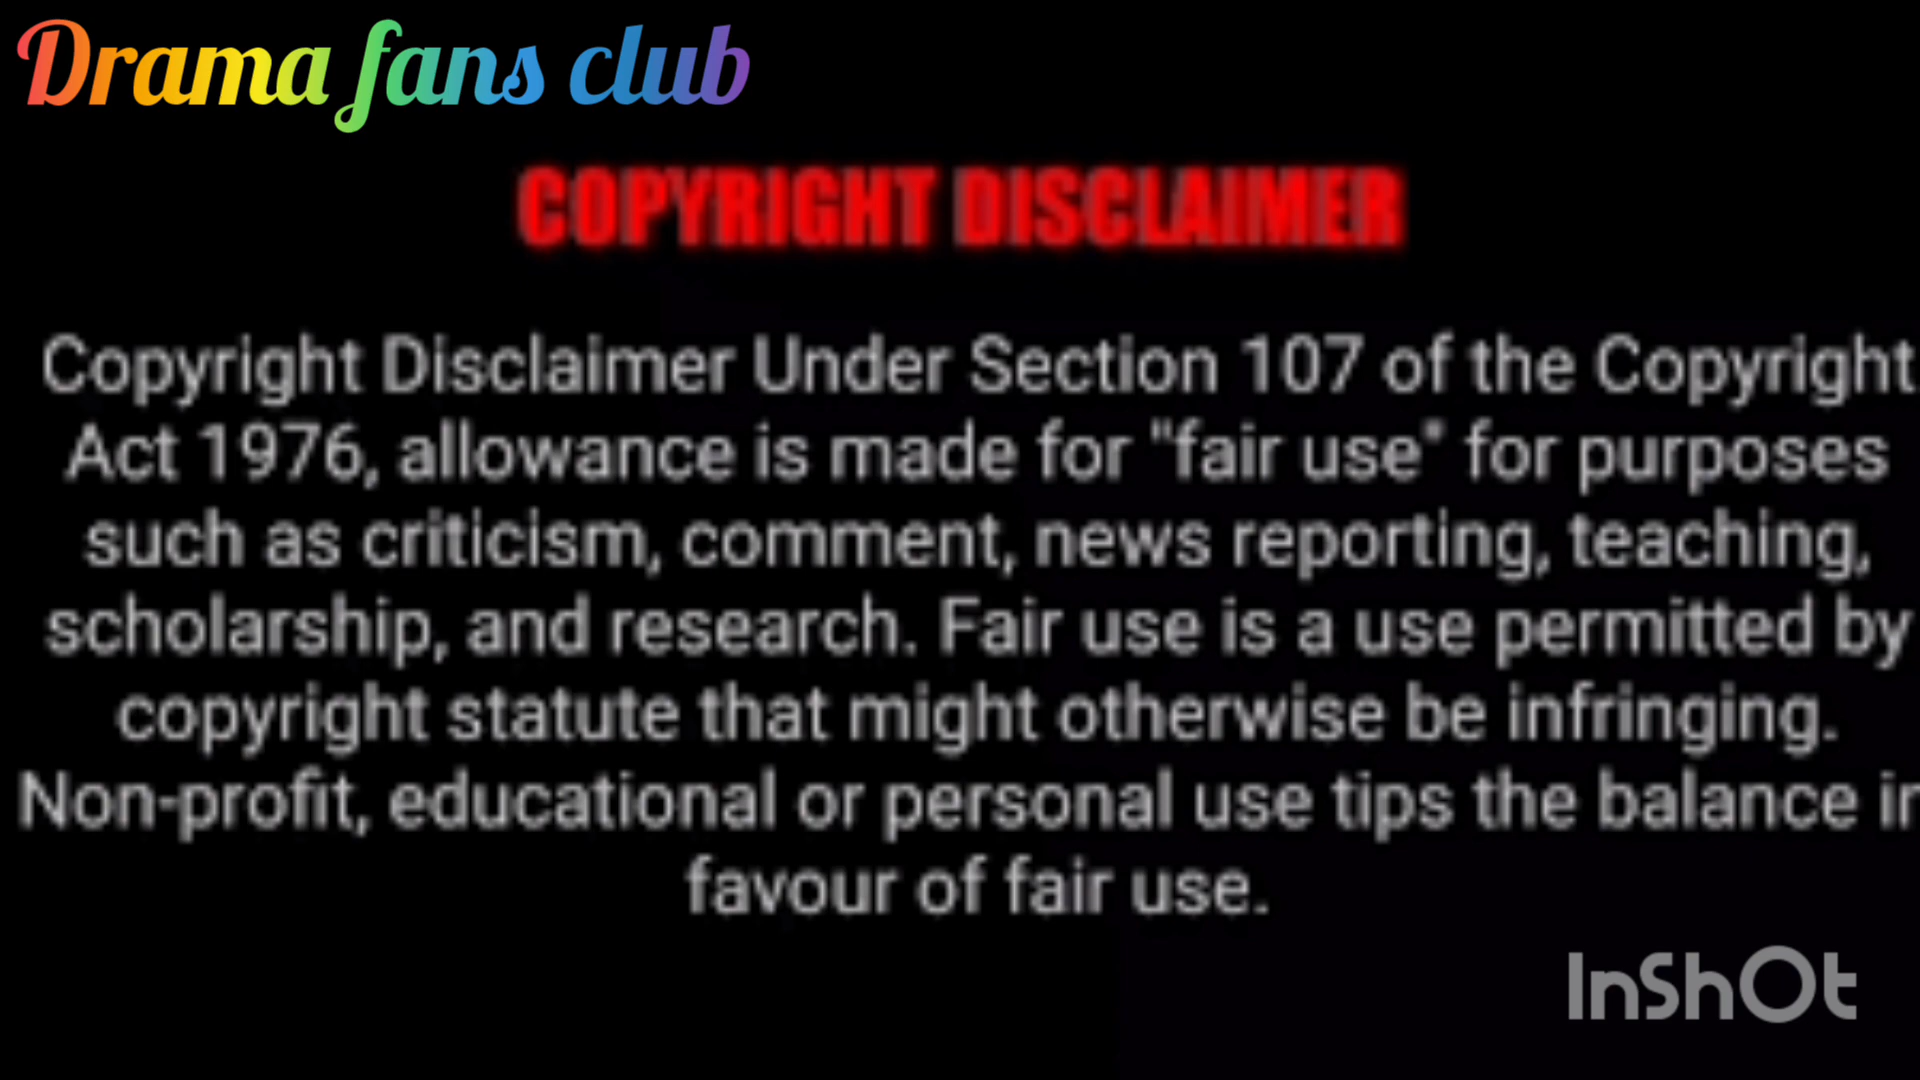 Drama fans club
COPYRIGHT DISCLAIMER
Copyright Disclaimer Under Section 107 of the Copyright
Act 1976, allowance is made for "fair use" for purposes
such as criticism, comment, news reporting, teaching,
scholarship, and research. Fair use is a use permitted by
copyright statute that might otherwise be infringing.
Non-profit, educational or personal use tips the balance in
favour of fair use.
InShOt